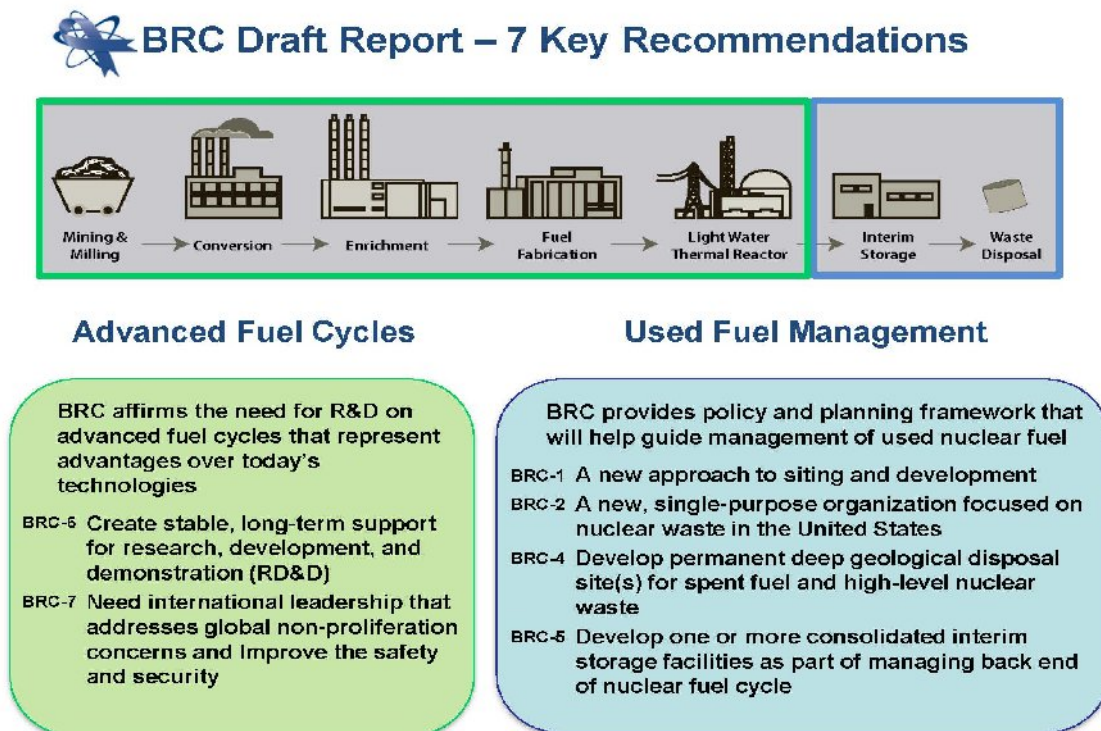 BRC Draft Report – 7 Key Recommendations
Mining &
Milling
Conversion
Enrichment
Fuel
Fabrication
Light Water
Thermal Reactor
Interim
Storage
Waste
Disposal
Advanced Fuel Cycles
BRC affirms the need for R&D on
advanced fuel cycles that represent
advantages over today's
technologies
BRC-6 Create stable, long-term support
for research, development, and
demonstration (RD&D)
BRC-7 Need international leadership that
addresses global non-proliferation
concerns and Improve the safety
and security
Used Fuel Management
BRC provides policy and planning framework that
will help guide management of used nuclear fuel
BRC-1 A new approach to siting and development
BRC-2 A new, single-purpose organization focused on
nuclear waste in the United States
BRC-4 Develop permanent deep geological disposal
site(s) for spent fuel and high-level nuclear
waste
BRC-5 Develop one or more consolidated interim
storage facilities as part of managing back end
of nuclear fuel cycle